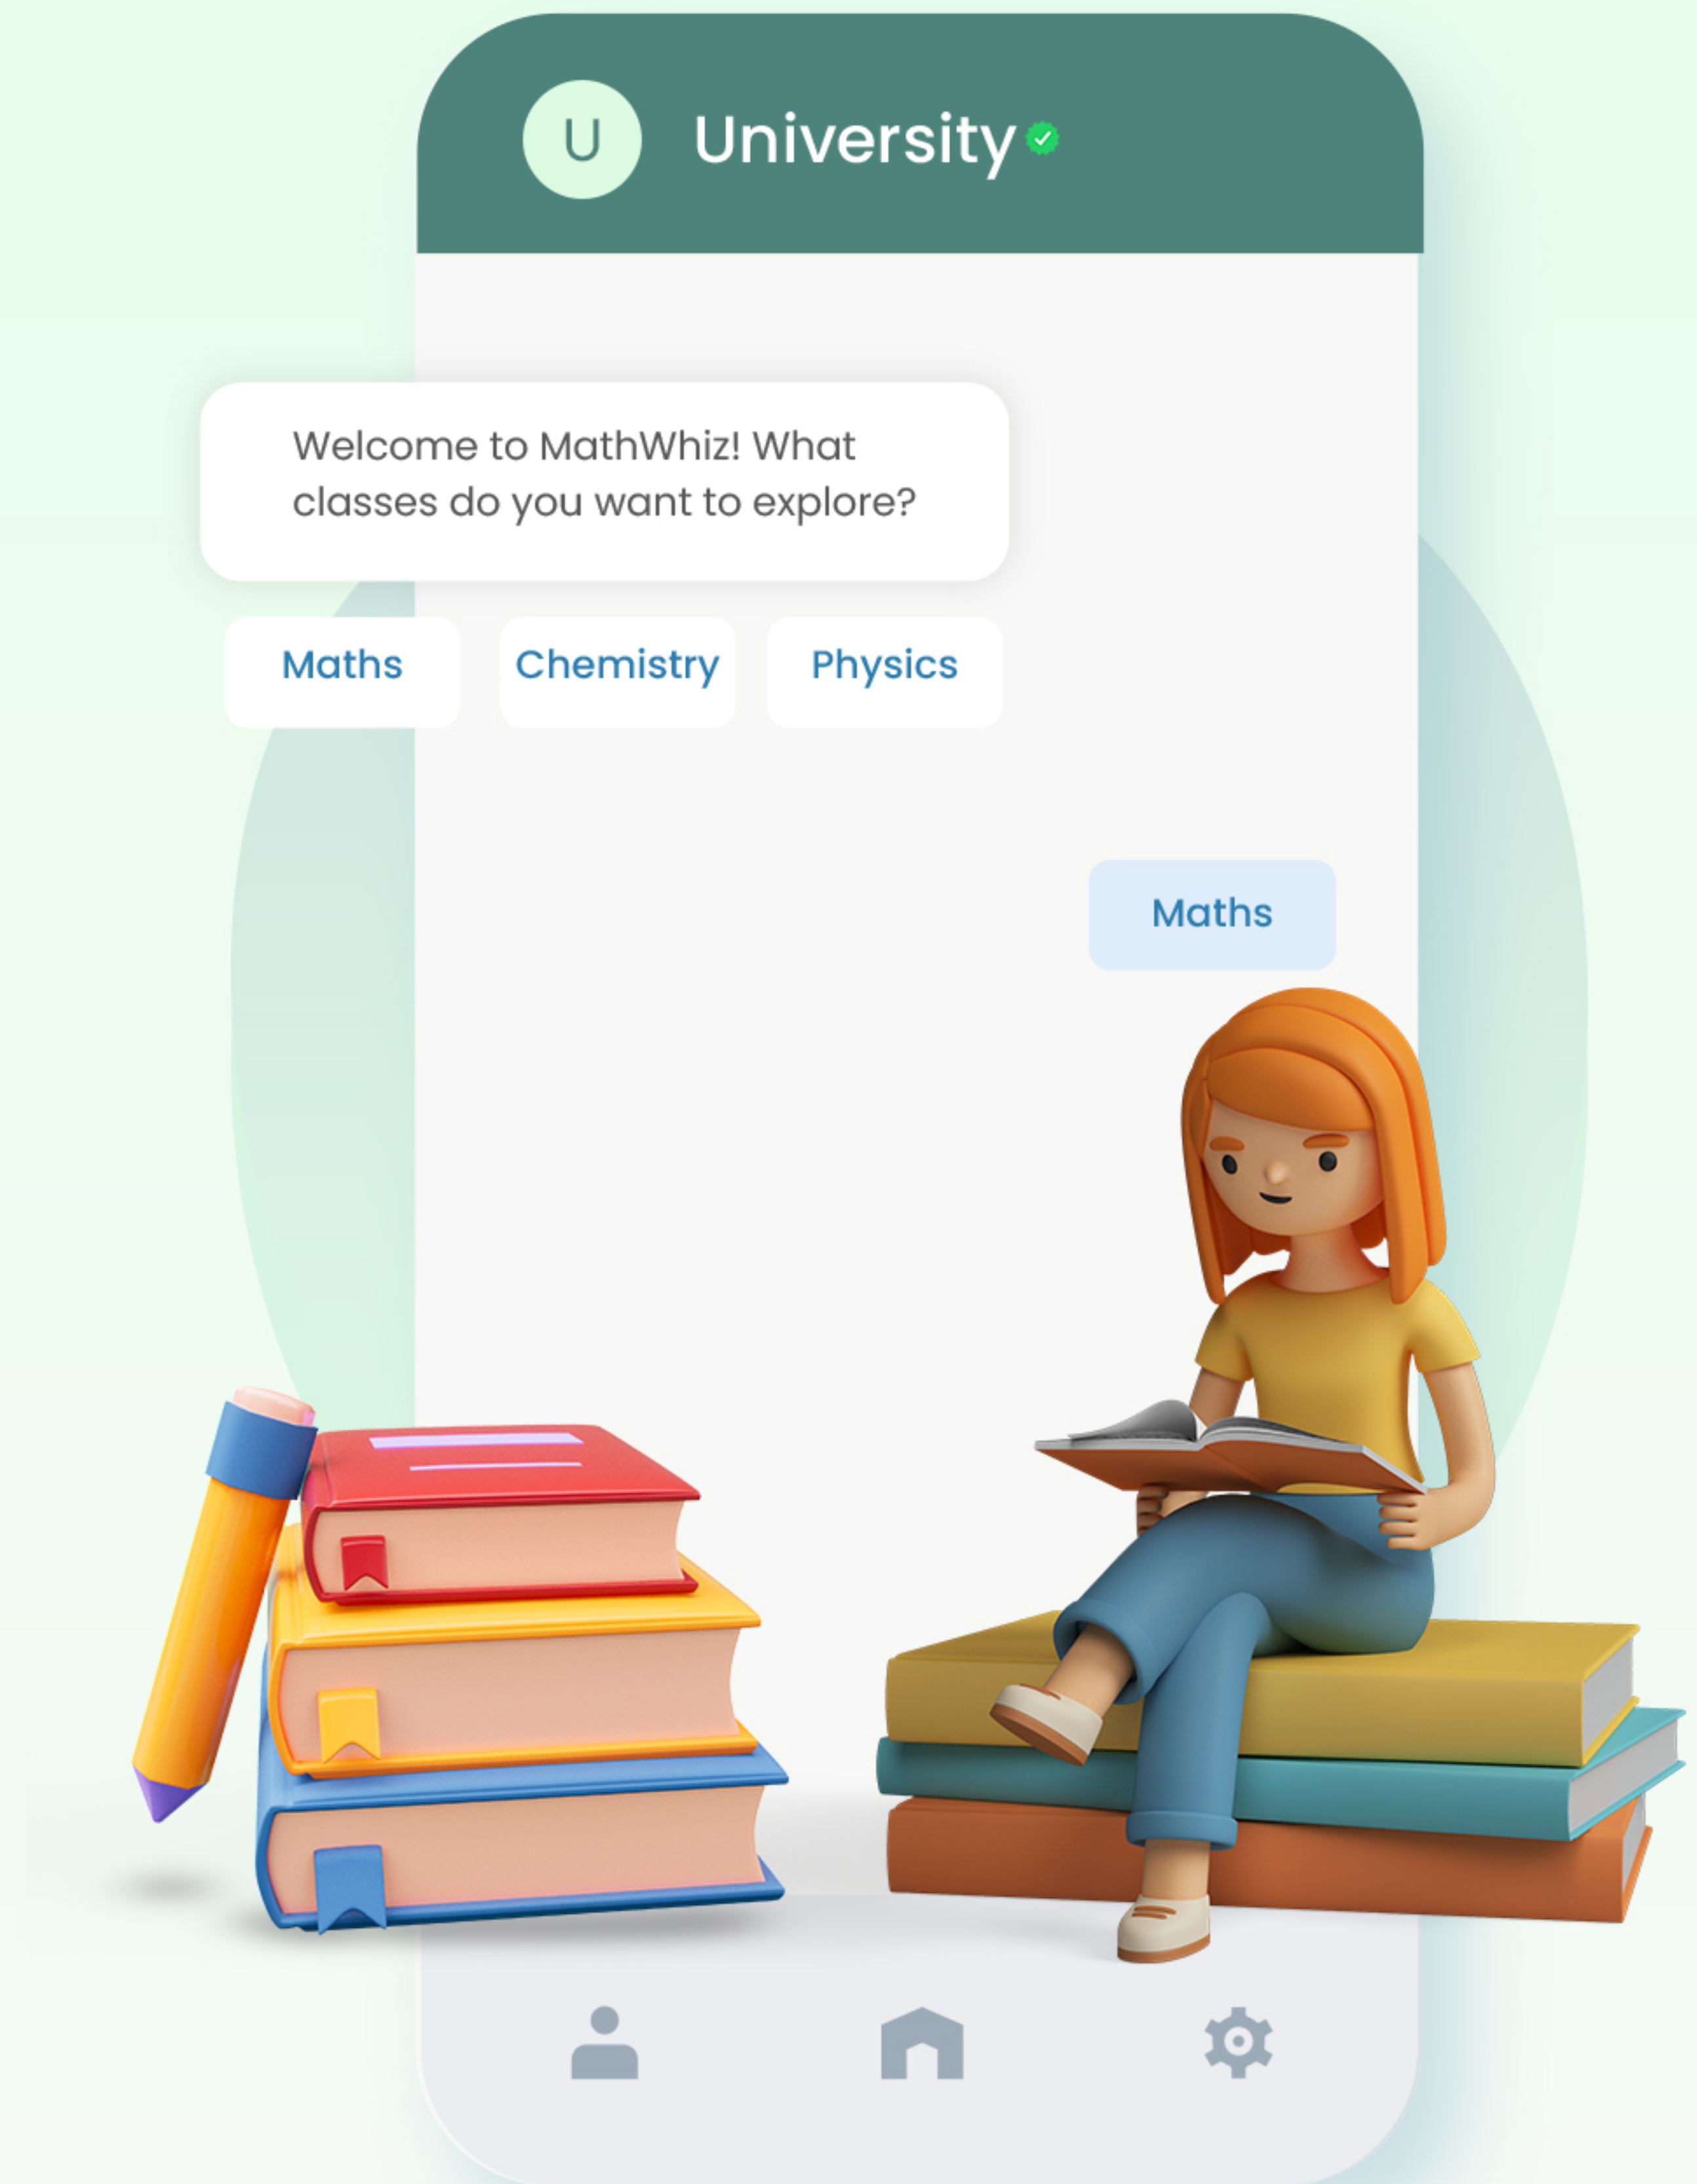 U
University
Welcome to MathWhiz! What
classes do you want to explore?
Maths Chemistry Physics
Maths